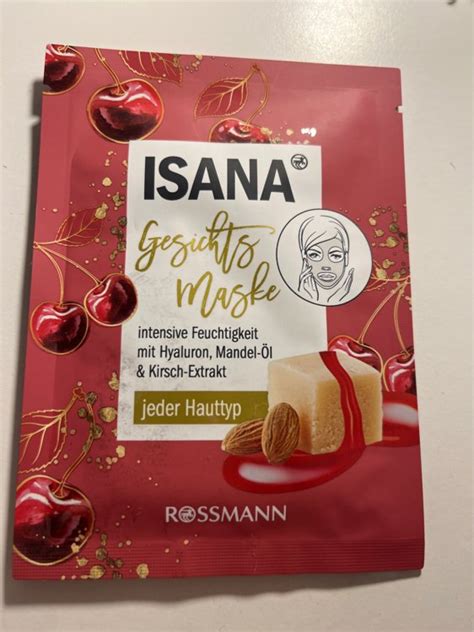 ISANA
Gesichts
Maske
intensive Feuchtigkeit
mit Hyaluron, Mandel-Öl
& Kirsch-Extrakt
jeder Hauttyp
ROSSMANN